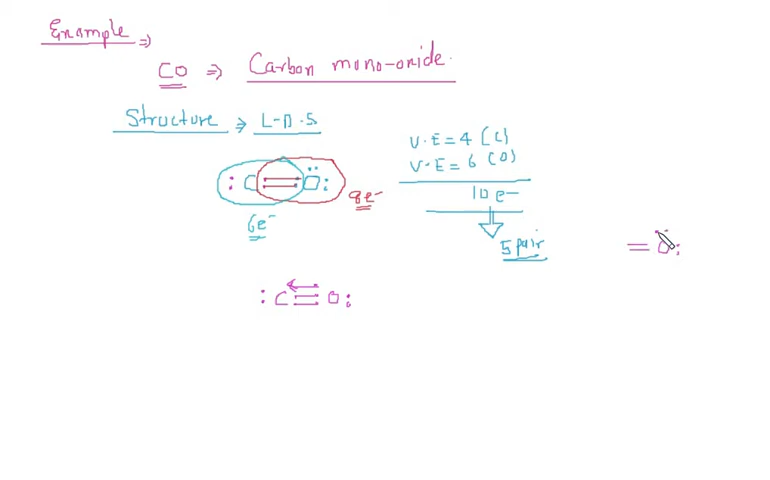 Example ⇒
CO ⇒ Carbon mono-oxide.
Structure ⇒ L-D.S
V.E = 4 (C)
V.E = 6 (O)
10 e-
5 pair
:C=Ö:
8e-
6e-
:C≡O:
=Ö: